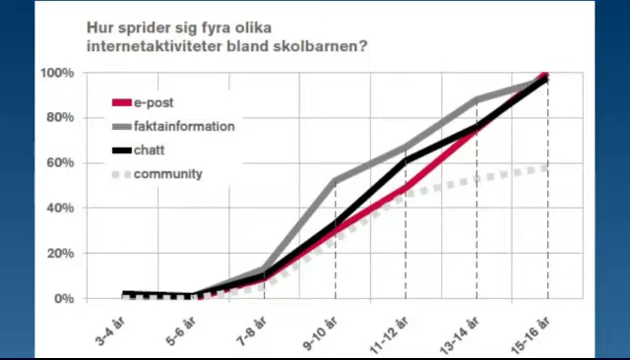 Hur sprider sig fyra olika
internetaktiviteter bland skolbarnen?
100%
80%
60%
40%
20%
0%
e-post
faktainformation
chatt
community
3-4 år
5-6 år
7-8 år
9-10 år
11-12 år
13-14 år
15-16 år